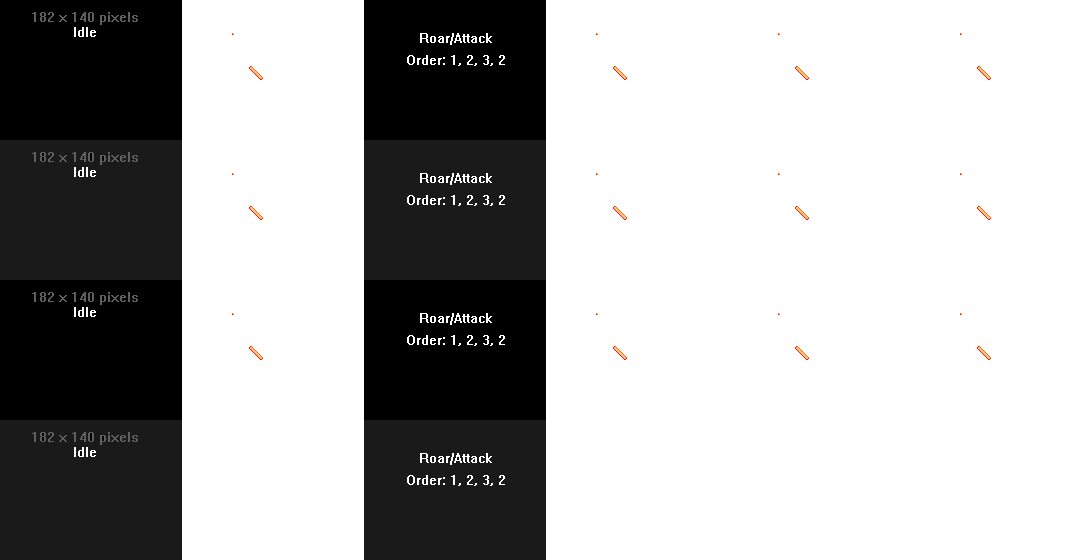 182 × 140 pixels
Idle
Roar/Attack
Order: 1, 2, 3, 2
182 × 140 pixels
Idle
Roar/Attack
Order: 1, 2, 3, 2
182 × 140 pixels
Idle
Roar/Attack
Order: 1, 2, 3, 2
182 × 140 pixels
Idle
Roar/Attack
Order: 1, 2, 3, 2